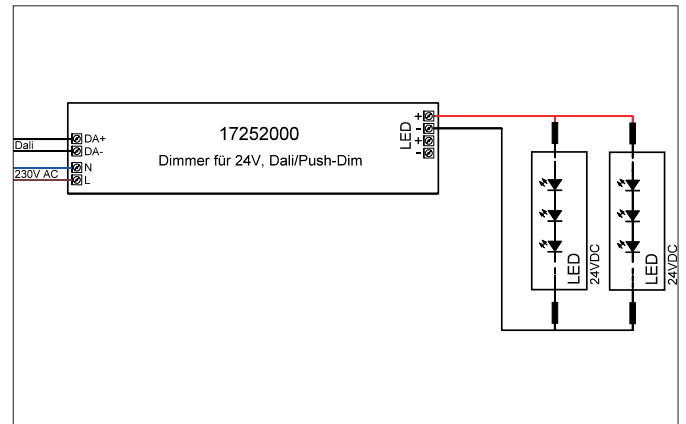 Dali
DA+
DA-
230V AC
N
L
17252000
Dimmer für 24V, Dali/Push-Dim
LED
+
-
+
-
LED
24VDC
LED
24VDC